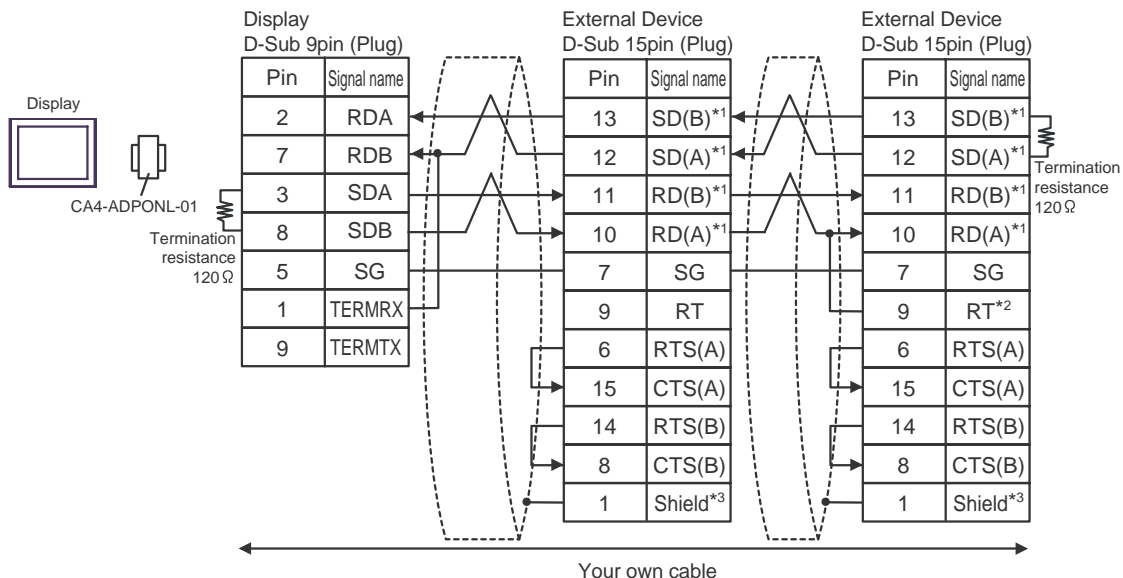 Display
D-Sub 9pin (Plug)
External Device
D-Sub 15pin (Plug)
External Device
D-Sub 15pin (Plug)
Display
CA4-ADPONL-01
Termination
resistance
120Ω
Pin Signal name
2 RDA
7 RDB
3 SDA
8 SDB
5 SG
1 TERMRX
9 TERMTX
Pin Signal name
13 SD(B)*1
12 SD(A)*1
11 RD(B)*1
10 RD(A)*1
7 SG
9 RT
6 RTS(A)
15 CTS(A)
14 RTS(B)
8 CTS(B)
1 Shield*3
Pin Signal name
13 SD(B)*1
12 SD(A)*1
11 RD(B)*1
10 RD(A)*1
7 SG
9 RT*2
6 RTS(A)
15 CTS(A)
14 RTS(B)
8 CTS(B)
1 Shield*3
Termination
resistance
120Ω
Your own cable